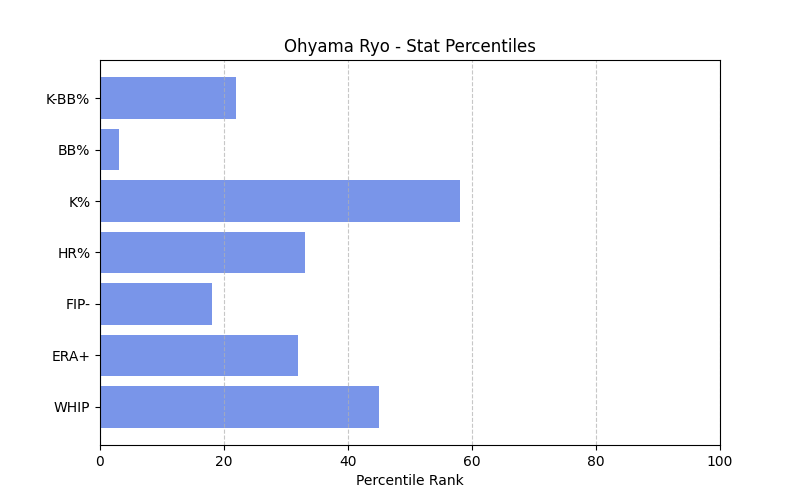 Ohyama Ryo - Stat Percentiles
K-BB%
BB%
K%
HR%
FIP-
ERA+
WHIP
0 20 40 60 80 100
Percentile Rank